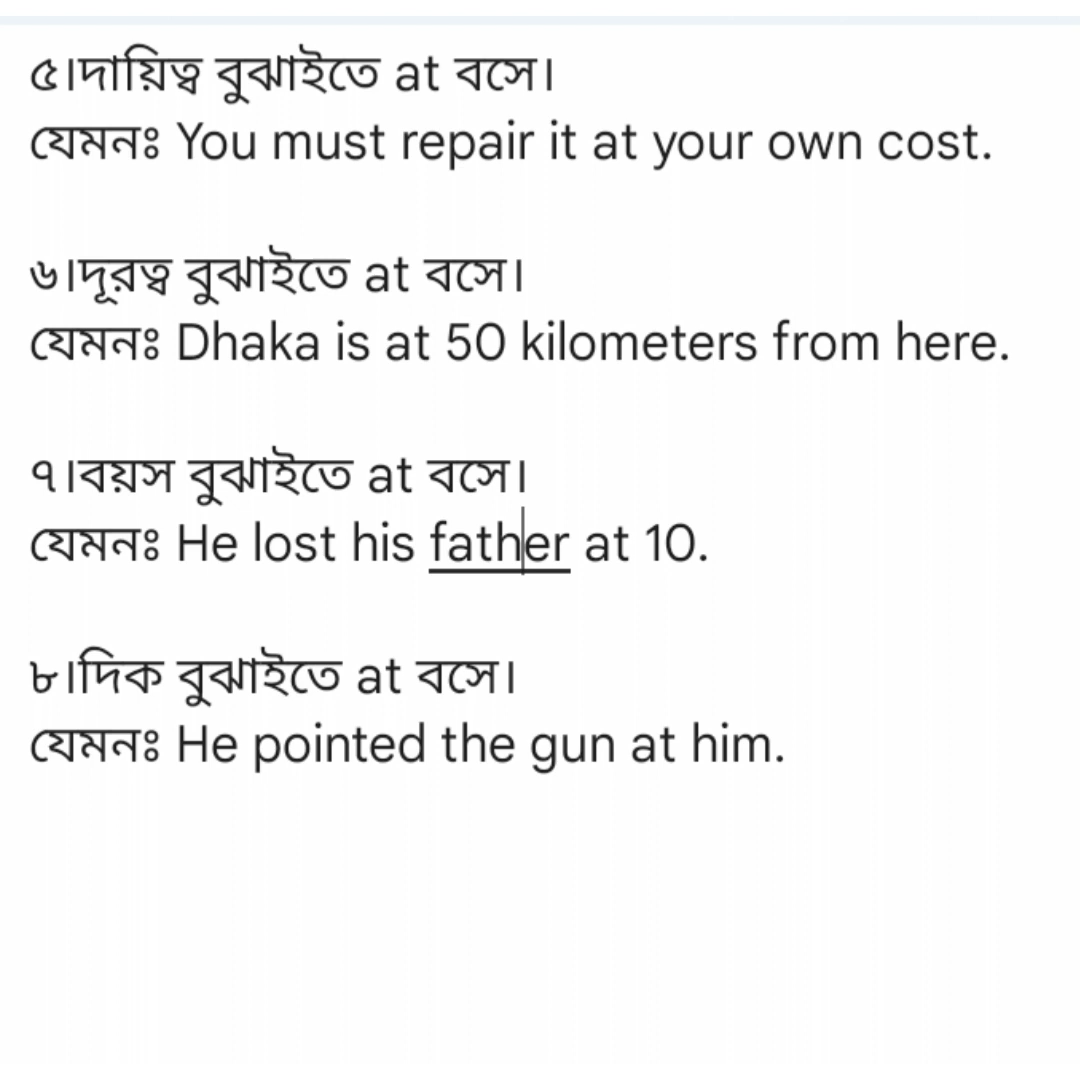 ৫।দায়িত্ব বুঝাইতে at বসে।
যেমনঃ You must repair it at your own cost.
৬।দূরত্ব বুঝাইতে at বসে।
যেমনঃ Dhaka is at 50 kilometers from here.
৭।বয়স বুঝাইতে at বসে।
যেমনঃ He lost his father at 10.
৮।দিক বুঝাইতে at বসে।
যেমনঃ He pointed the gun at him.